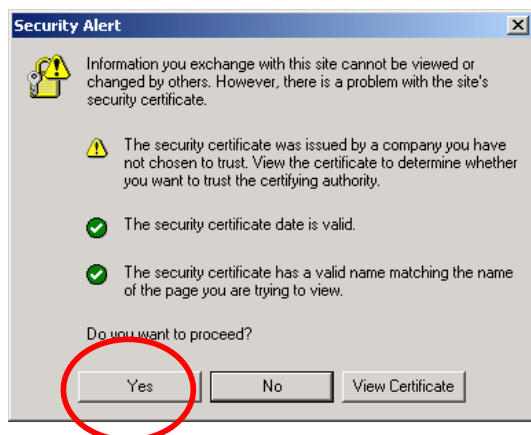 Security Alert
Information you exchange with this site cannot be viewed or
changed by others. However, there is a problem with the site's
security certificate.
The security certificate was issued by a company you have
not chosen to trust. View the certificate to determine whether
you want to trust the certifying authority.
The security certificate date is valid.
The security certificate has a valid name matching the name
of the page you are trying to view.
Do you want to proceed?
Yes No View Certificate